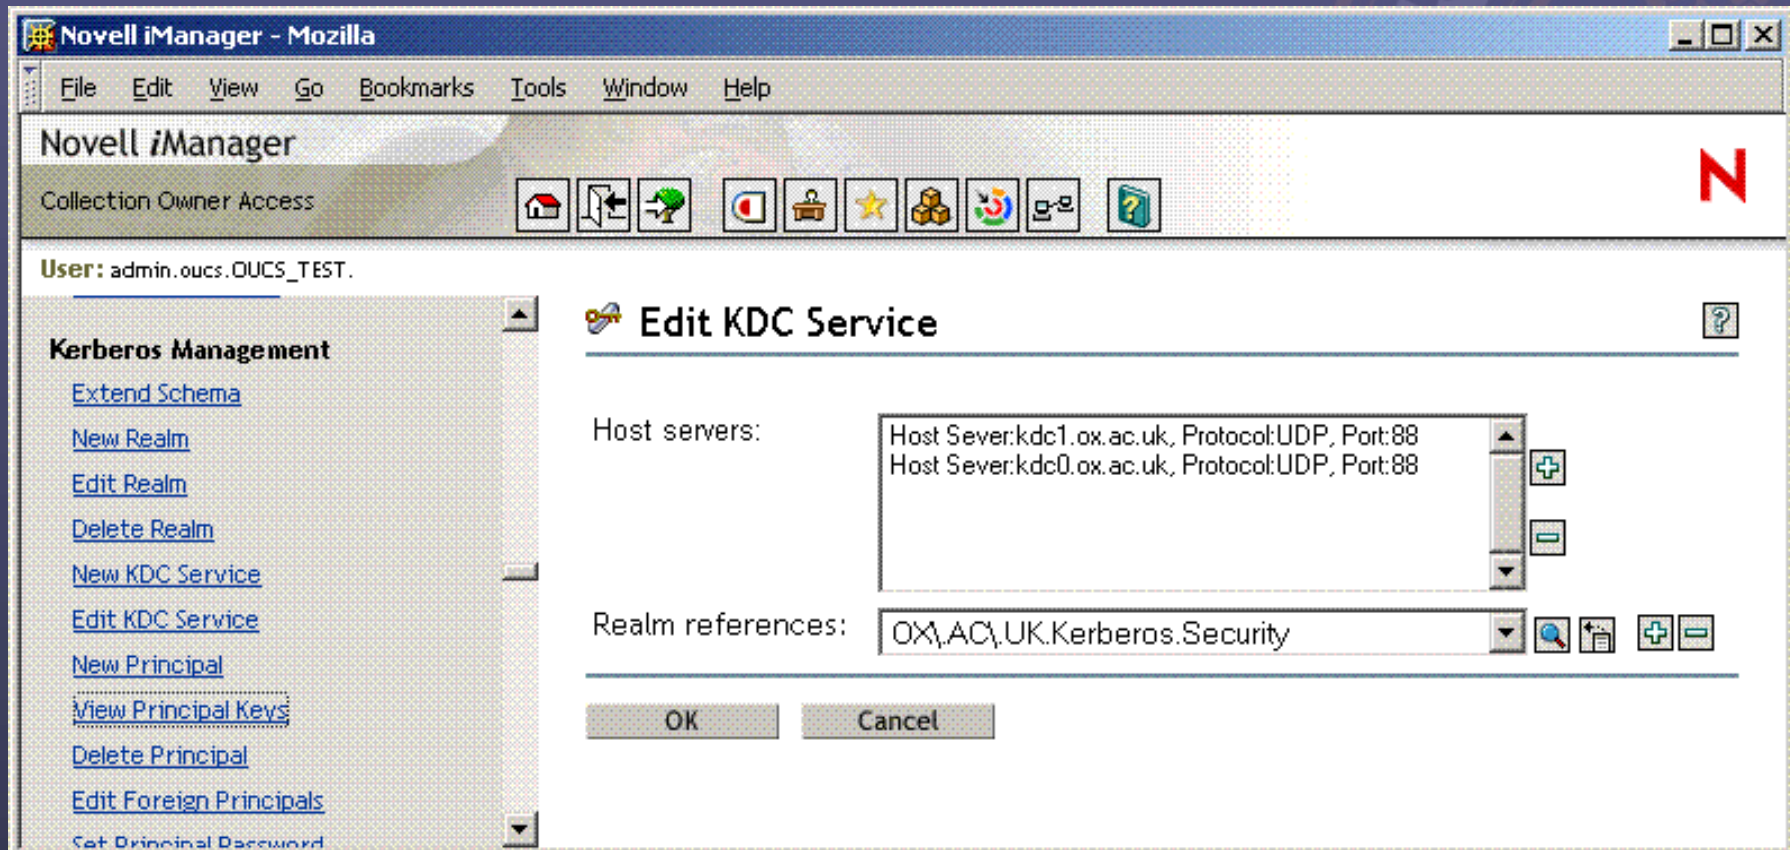 Novell iManager - Mozilla
File Edit View Go Bookmarks Tools Window Help
Novell iManager
N
Collection Owner Access
User: admin.oucs.OUCS_TEST.
Kerberos Management
Extend Schema
New Realm
Edit Realm
Delete Realm
New KDC Service
Edit KDC Service
New Principal
View Principal Keys
Delete Principal
Edit Foreign Principals
Set Principal Password
Edit KDC Service
?
Host servers:
Host Sever:kdc1.ox.ac.uk, Protocol:UDP, Port:88
Host Sever:kdc0.ox.ac.uk, Protocol:UDP, Port:88
Realm references:
OX\.AC\.UK.Kerberos.Security
OK Cancel